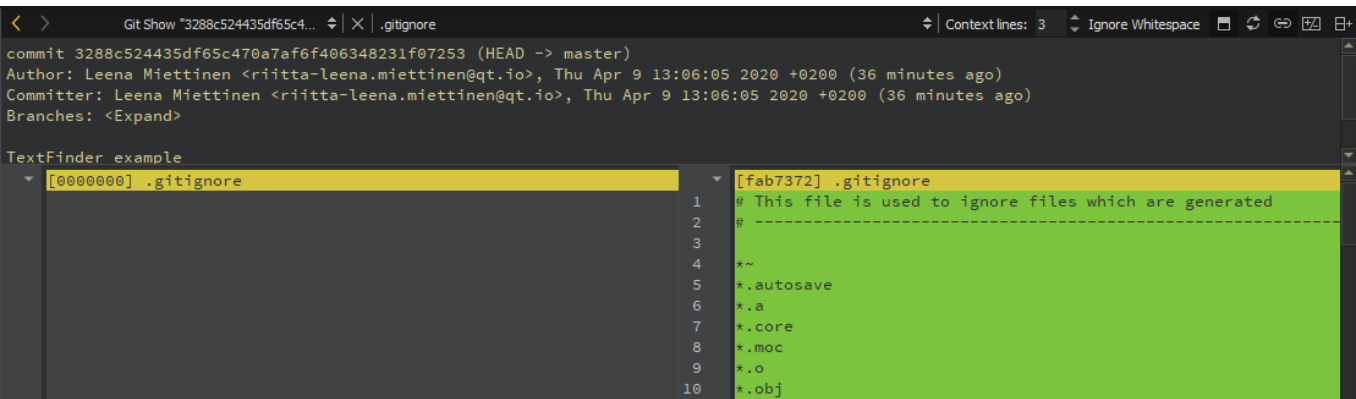 Git Show "3288c524435df65c4... .gitignore Context lines: 3 Ignore Whitespace
commit 3288c524435df65c470a7af6f406348231f07253 (HEAD -> master)
Author: Leena Miettinen <riitta-leena.miettinen@qt.io>, Thu Apr 9 13:06:05 2020 +0200 (36 minutes ago)
Committer: Leena Miettinen <riitta-leena.miettinen@qt.io>, Thu Apr 9 13:06:05 2020 +0200 (36 minutes ago)
Branches: <Expand>
TextFinder example
[0000000] .gitignore
[fab7372] .gitignore
1 # This file is used to ignore files which are generated
2 # ------------------------------------------------------------
3
4 *~
5 *.autosave
6 *.a
7 *.core
8 *.moc
9 *.o
10 *.obj